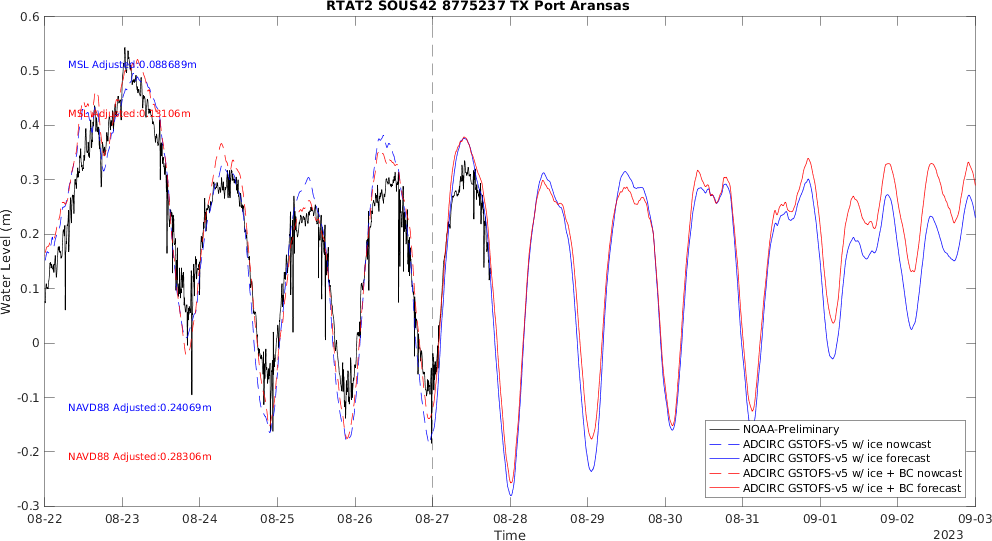 RTAT2 SOUS42 8775237 TX Port Aransas
0.6
0.5
0.4
0.3
0.2
0.1
0
-0.1
-0.2
-0.3
Water Level (m)
MSL Adjusted:0.088689m
MSL Adjusted:0.13106m
NAVD88 Adjusted:0.24069m
NAVD88 Adjusted:0.28306m
NOAA-Preliminary
ADCIRC GSTOFS-v5 w/ ice nowcast
ADCIRC GSTOFS-v5 w/ ice forecast
ADCIRC GSTOFS-v5 w/ ice + BC nowcast
ADCIRC GSTOFS-v5 w/ ice + BC forecast
08-22 08-23 08-24 08-25 08-26 08-27 08-28 08-29 08-30 08-31 09-01 09-02 09-03
Time
2023